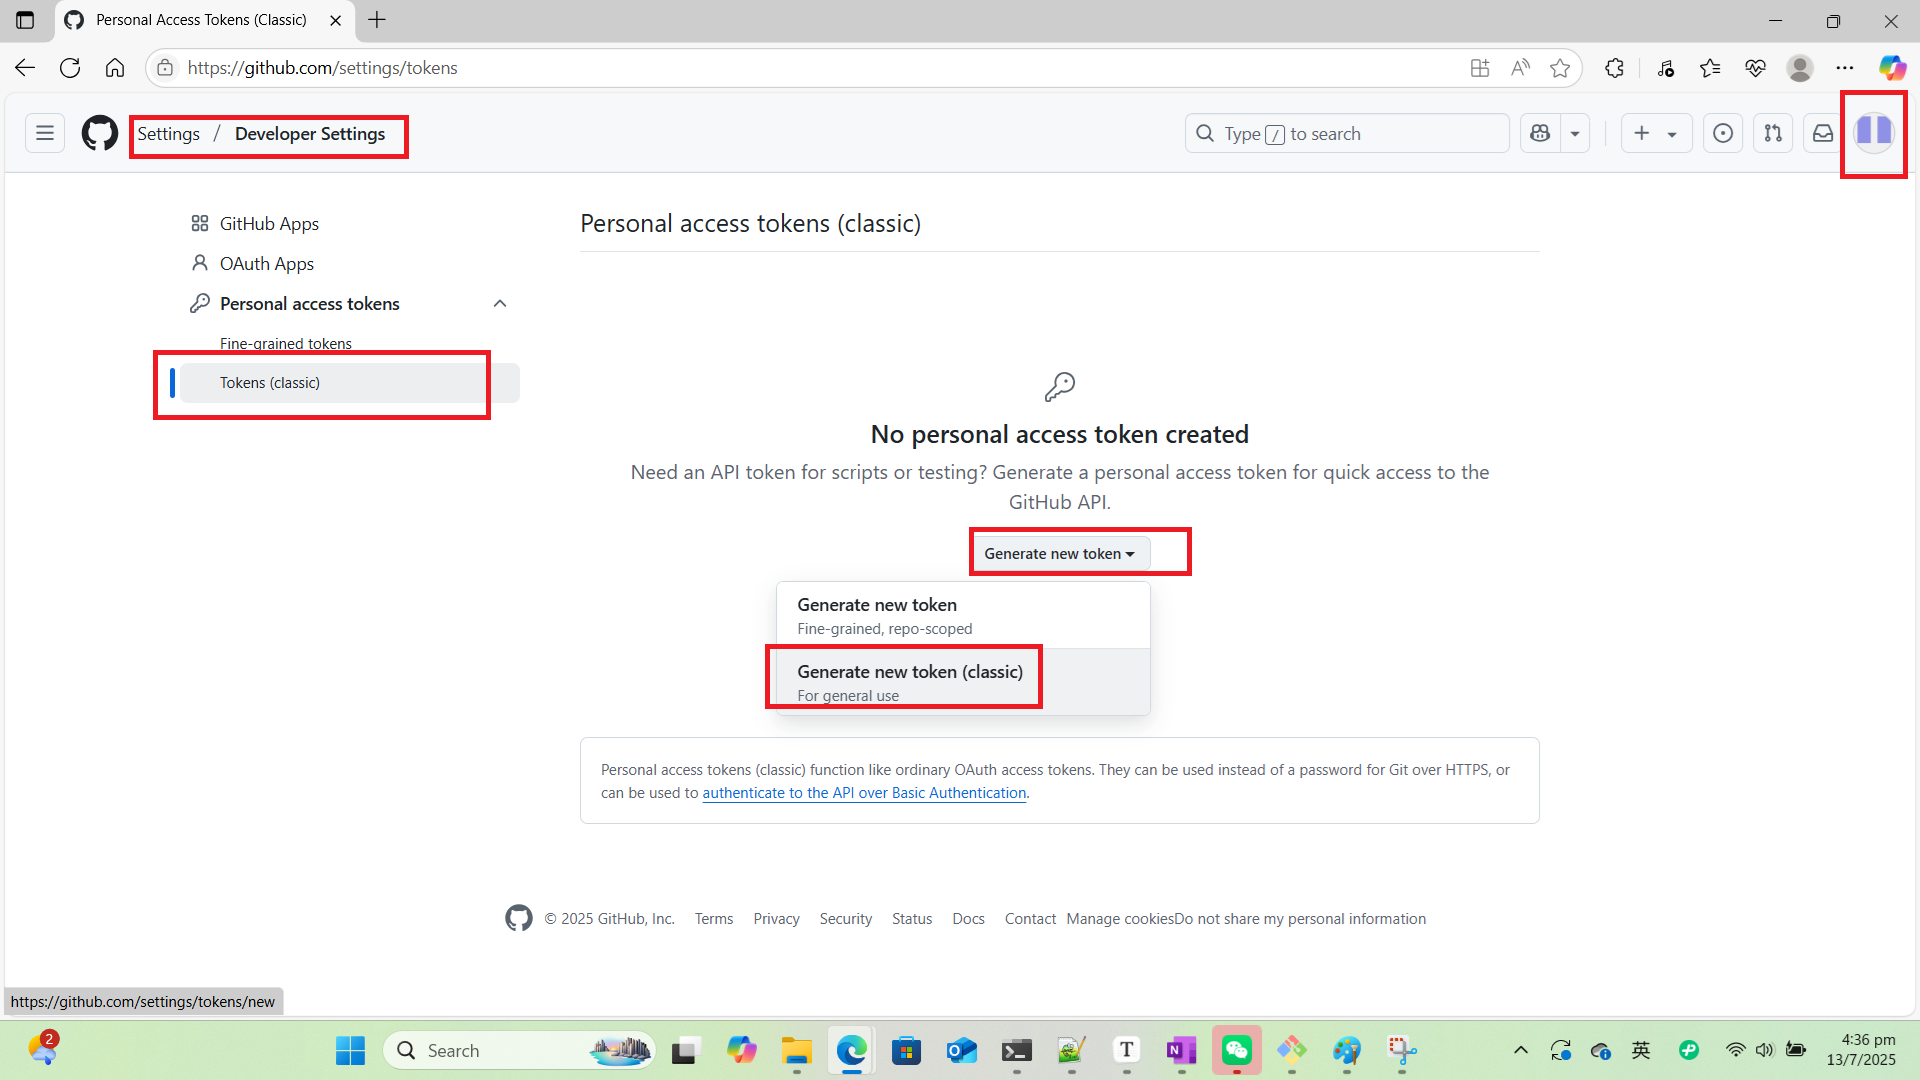 Personal Access Tokens (Classic)
https://github.com/settings/tokens
Settings / Developer Settings
Type / to search
GitHub Apps
OAuth Apps
Personal access tokens
Fine-grained tokens
Tokens (classic)
Personal access tokens (classic)
No personal access token created
Need an API token for scripts or testing? Generate a personal access token for quick access to the
GitHub API.
Generate new token
Generate new token
Fine-grained, repo-scoped
Generate new token (classic)
For general use
Personal access tokens (classic) function like ordinary OAuth access tokens. They can be used instead of a password for Git over HTTPS, or
can be used to authenticate to the API over Basic Authentication.
© 2025 GitHub, Inc. Terms Privacy Security Status Docs Contact Manage cookies Do not share my personal information
https://github.com/settings/tokens/new
2
Search
英
4:36 pm
13/7/2025